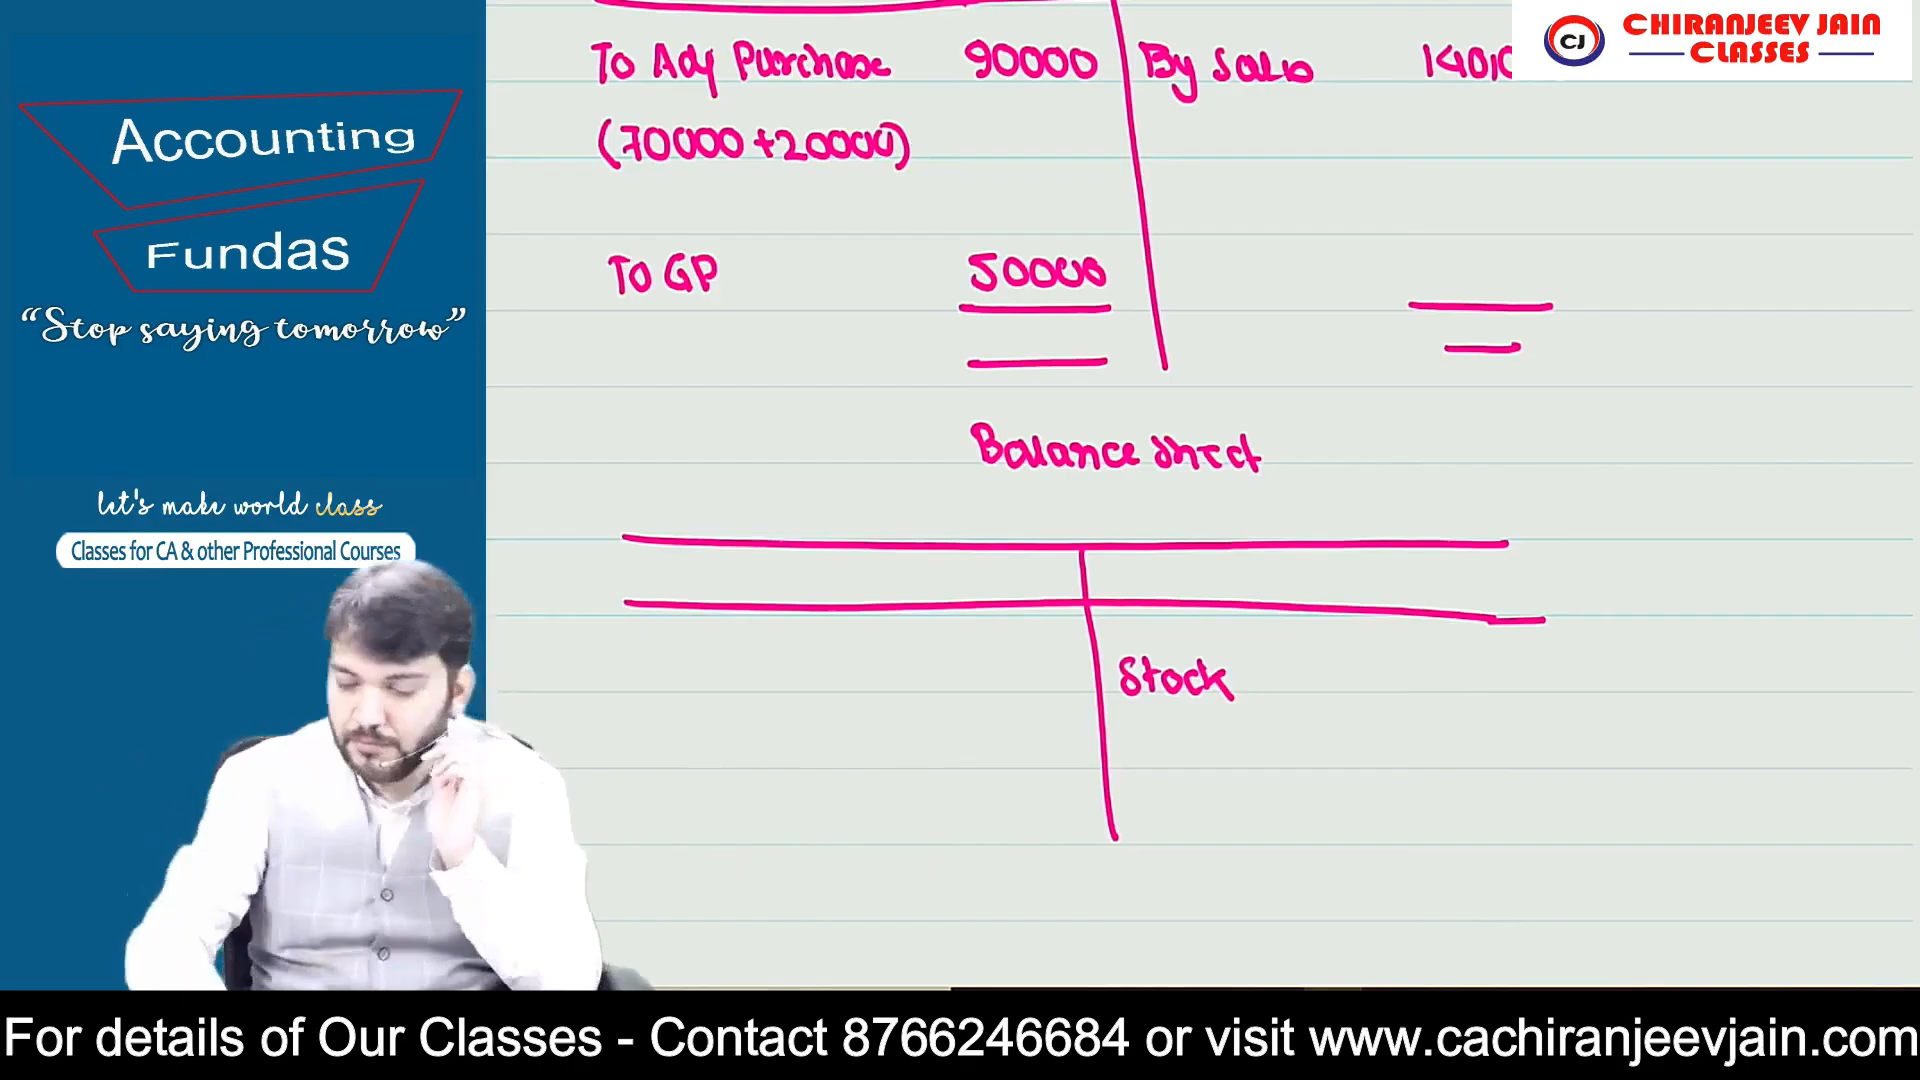 CHIRANJEEV JAIN
CJ
CLASSES
Accounting
Fundas
“Stop saying tomorrow”
let's make world class
Classes for CA & other Professional Courses
To Adj Purchase 90000 By Sales
(70000+20000)
To GP 50000
Balance Sheet
Stock
For details of Our Classes - Contact 8766246684 or visit www.cachiranjeevjain.com